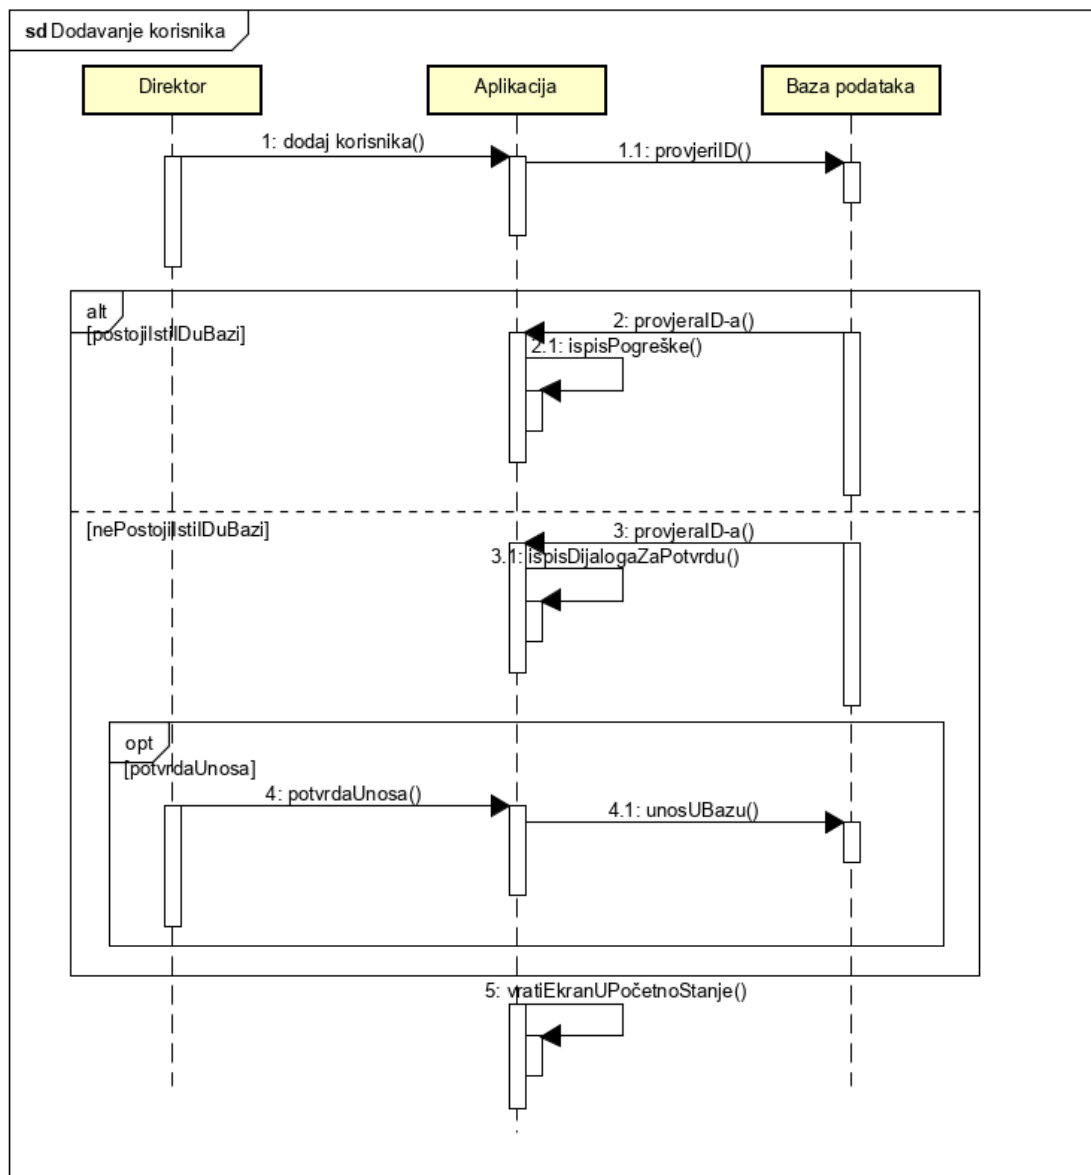 sd Dodavanje korisnika
Direktor
Aplikacija
Baza podataka
1: dodaj korisnika()
1.1: provjeriID()
alt
[postojiIstiIDuBazi]
2: provjeraID-a()
2.1: ispisPogreške()
[nePostojiIstiIDuBazi]
3: provjeraID-a()
3.1: ispisDijalogaZaPotvrdu()
opt
[potvrdaUnosa]
4: potvrdaUnosa()
4.1: unosUBazu()
5: vratiEkranUPočetnoStanje()